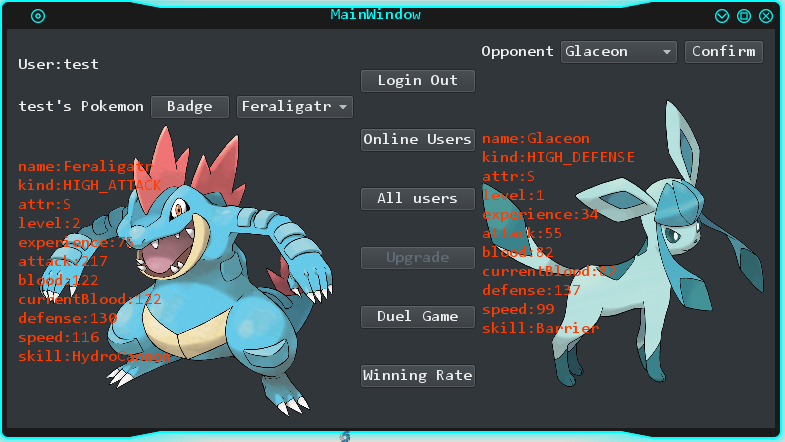 MainWindow
User:test
test's Pokemon Badge Feraligatr
name:Feraligatr
kind:HIGH_ATTACK
attr:S
level:2
experience:75
attack:217
blood:122
currentBlood:122
defense:130
speed:116
skill:HydroCannon
Login Out
Online Users
All users
Upgrade
Duel Game
Winning Rate
Opponent Glaceon Confirm
name:Glaceon
kind:HIGH_DEFENSE
attr:S
level:1
experience:34
attack:55
blood:82
currentBlood:82
defense:137
speed:99
skill:Barrier